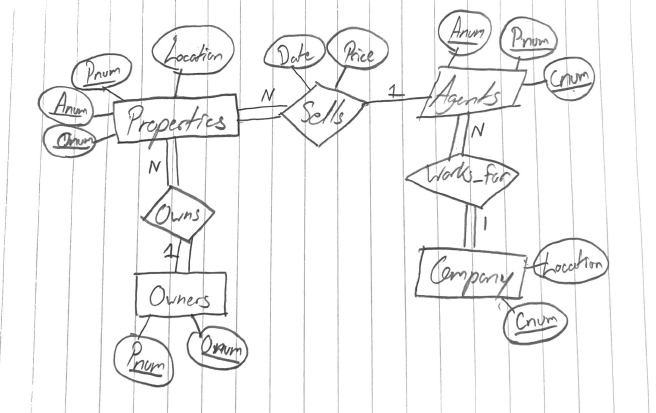 Location
Date
Price
Anum
Pnum
Pnum
Cnum
Anum
Onum
Properties
N
Sells
1
Agents
N
N
Works_for
Owns
1
1
Company
Location
Owners
Cnum
Pnum
Onum